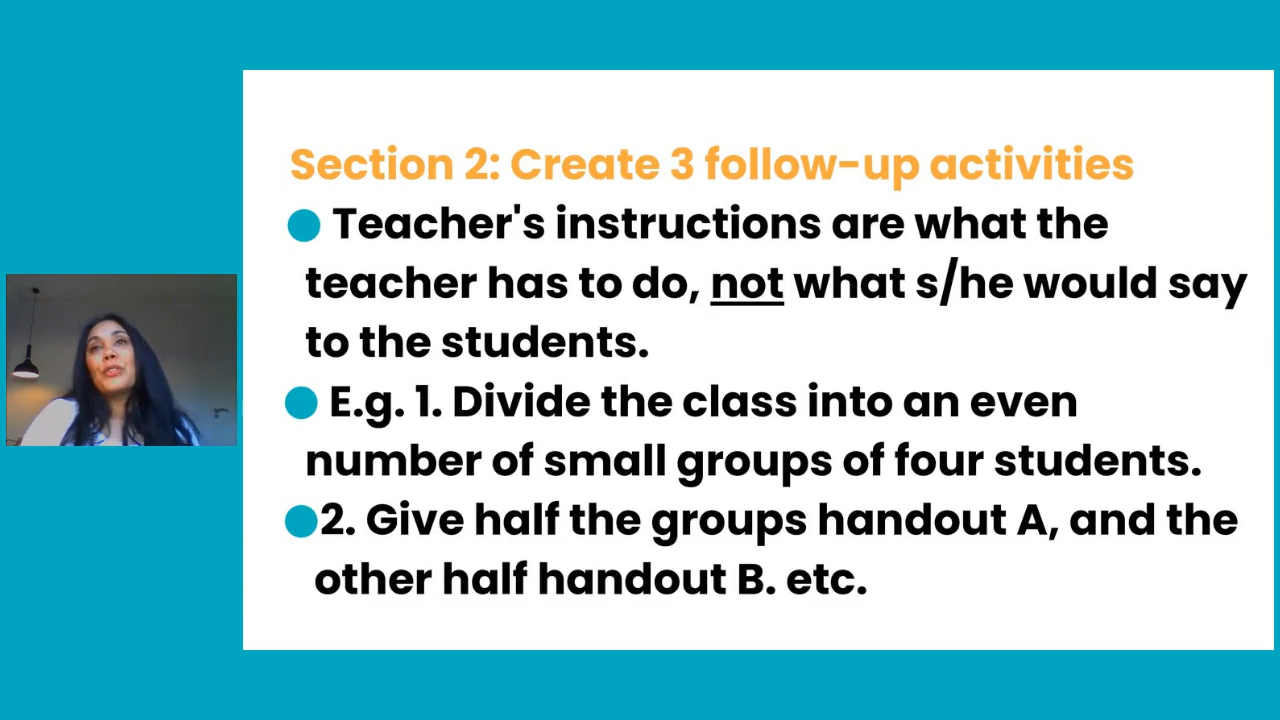 Section 2: Create 3 follow-up activities
Teacher's instructions are what the
teacher has to do, not what s/he would say
to the students.
E.g. 1. Divide the class into an even
number of small groups of four students.
2. Give half the groups handout A, and the
other half handout B. etc.